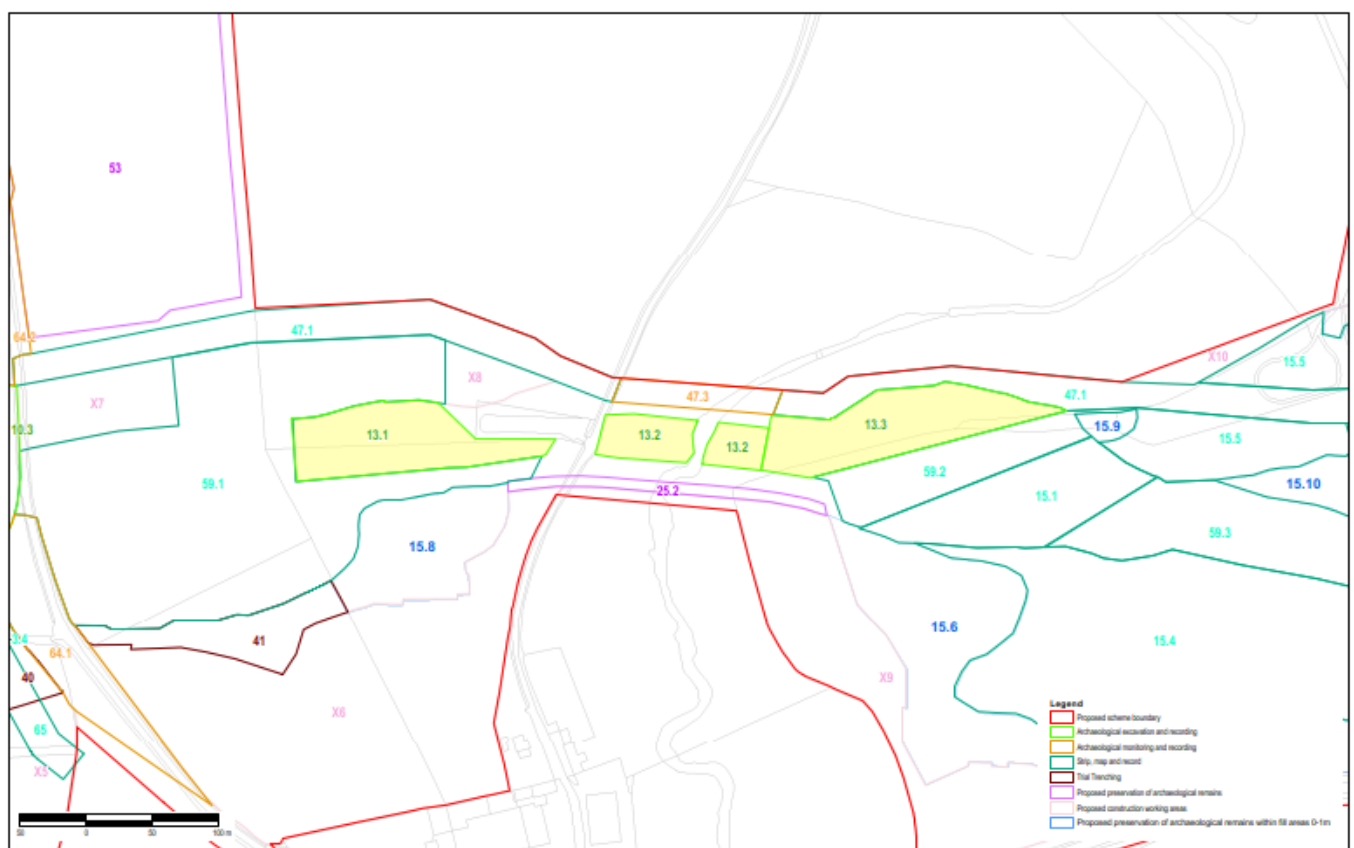 53
64.2
47.1
X8
X10
15.5
X7
47.3
47.1
10.3
13.1
13.2
13.2
13.3
15.9
15.5
59.1
59.2
15.1
15.10
25.2
59.3
15.8
15.6
15.4
3.4
64.1
41
40
X9
65
X6
X5
Legend
Proposed scheme boundary
Archaeological excavation and recording
Archaeological monitoring and recording
Strip, map and record
Trial Trenching
Proposed preservation of archaeological remains
Proposed construction working areas
Proposed preservation of archaeological remains within fill areas 0-1m
50 0 50 100 m